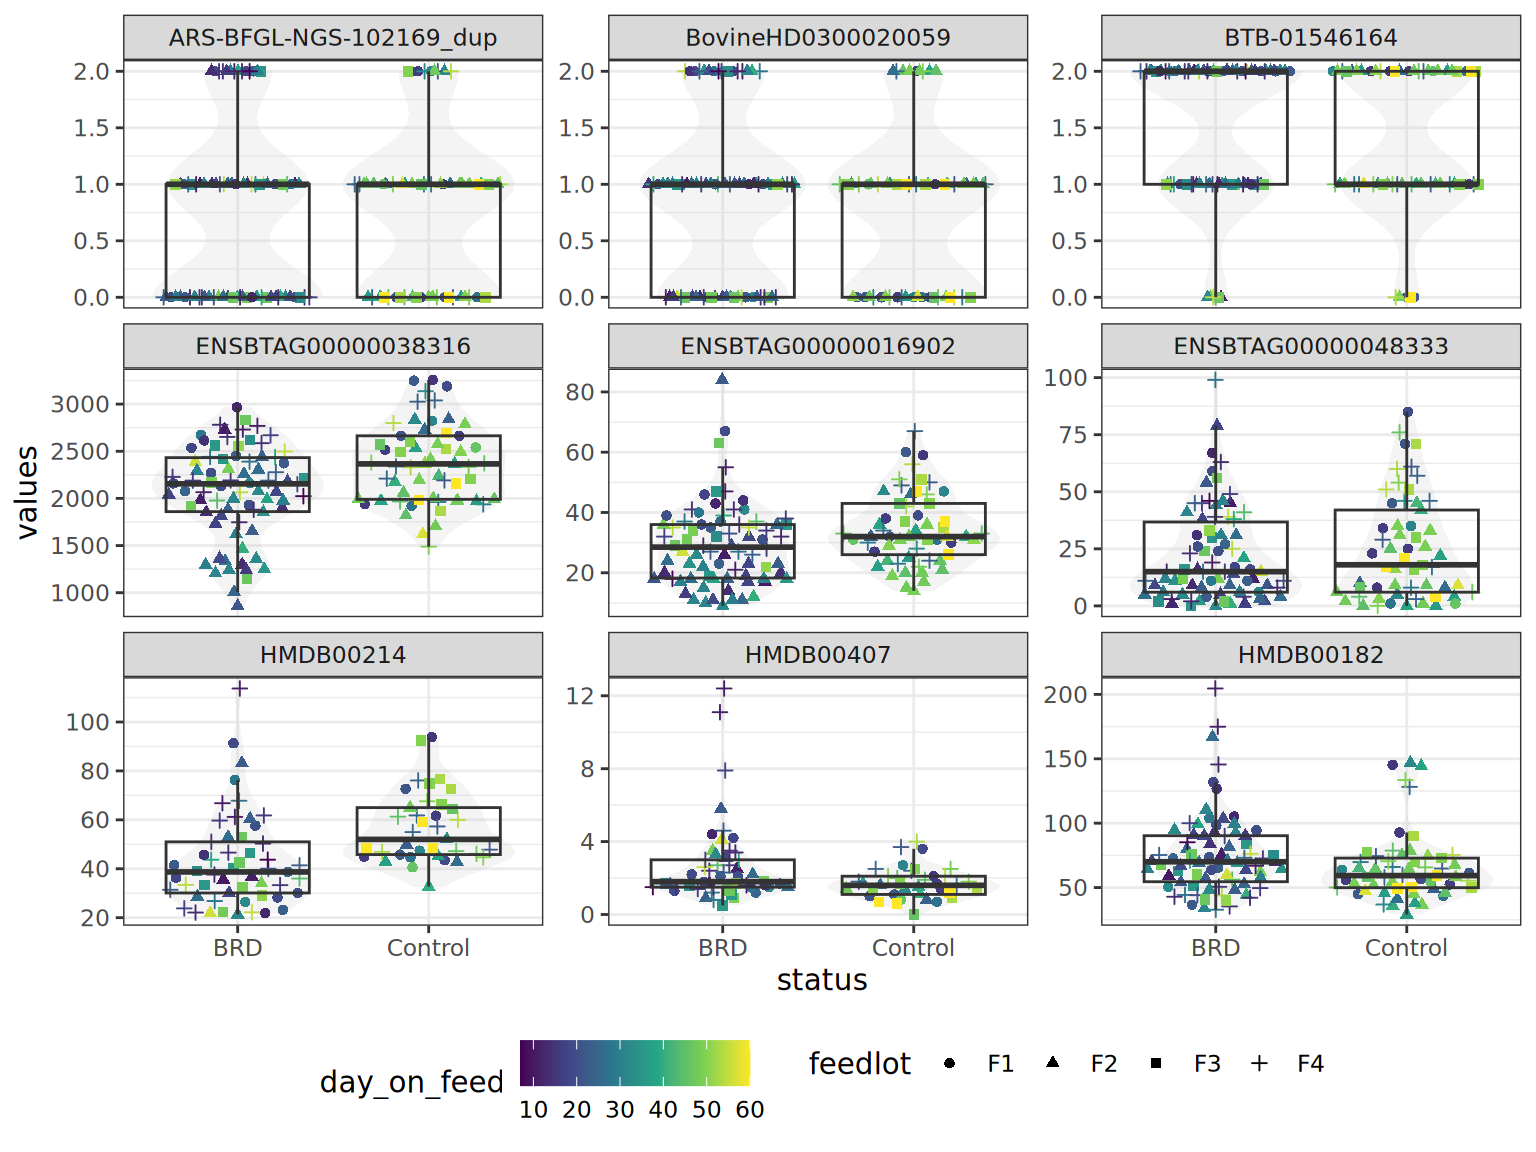 ARS-BFGL-NGS-102169_dup BovineHD0300020059 BTB-01546164
2.0 2.0 2.0
1.5 1.5 1.5
1.0 1.0 1.0
0.5 0.5 0.5
0.0 0.0 0.0
ENSBTAG00000038316 ENSBTAG00000016902 ENSBTAG00000048333
3000 80 100
2500 60 75
2000 40 50
1500 20 25
1000 0
values
HMDB00214 HMDB00407 HMDB00182
100 12 200
80 8 150
60 4 100
40 0 50
20
BRD Control BRD Control BRD Control
status
day_on_feed
10 20 30 40 50 60
feedlot F1 F2 F3 F4